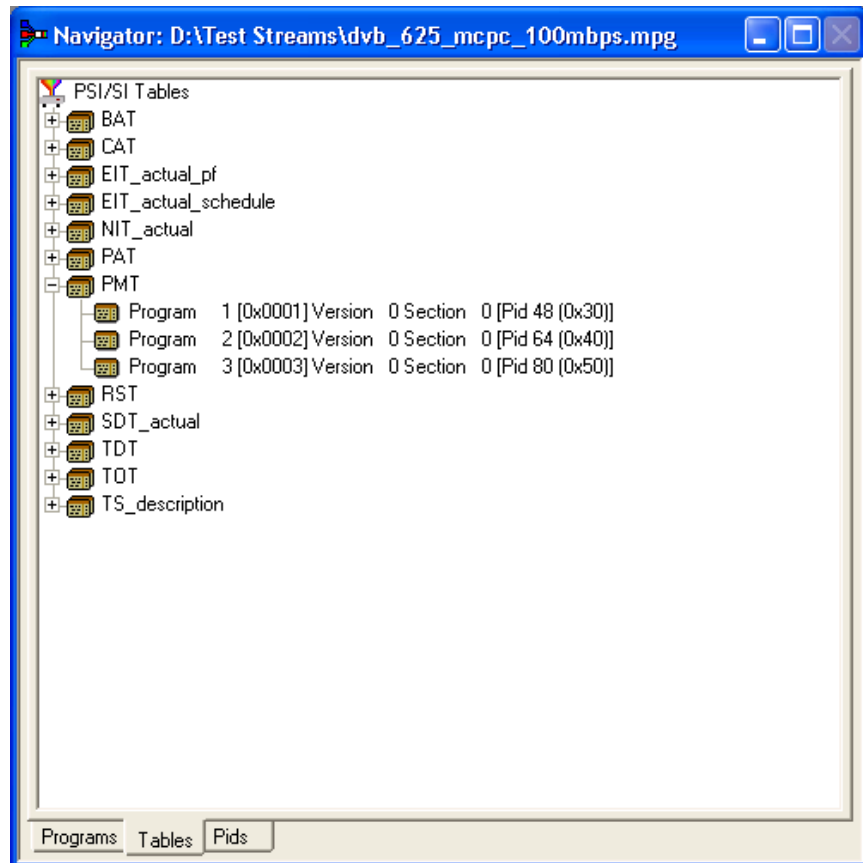 Navigator: D:\Test Streams\dvb_625_mcpc_100mbps.mpg
PSI/SI Tables
BAT
CAT
EIT_actual_pf
EIT_actual_schedule
NIT_actual
PAT
PMT
Program 1 [0x0001] Version 0 Section 0 [Pid 48 (0x30)]
Program 2 [0x0002] Version 0 Section 0 [Pid 64 (0x40)]
Program 3 [0x0003] Version 0 Section 0 [Pid 80 (0x50)]
RST
SDT_actual
TDT
TOT
TS_description
Programs Tables Pids